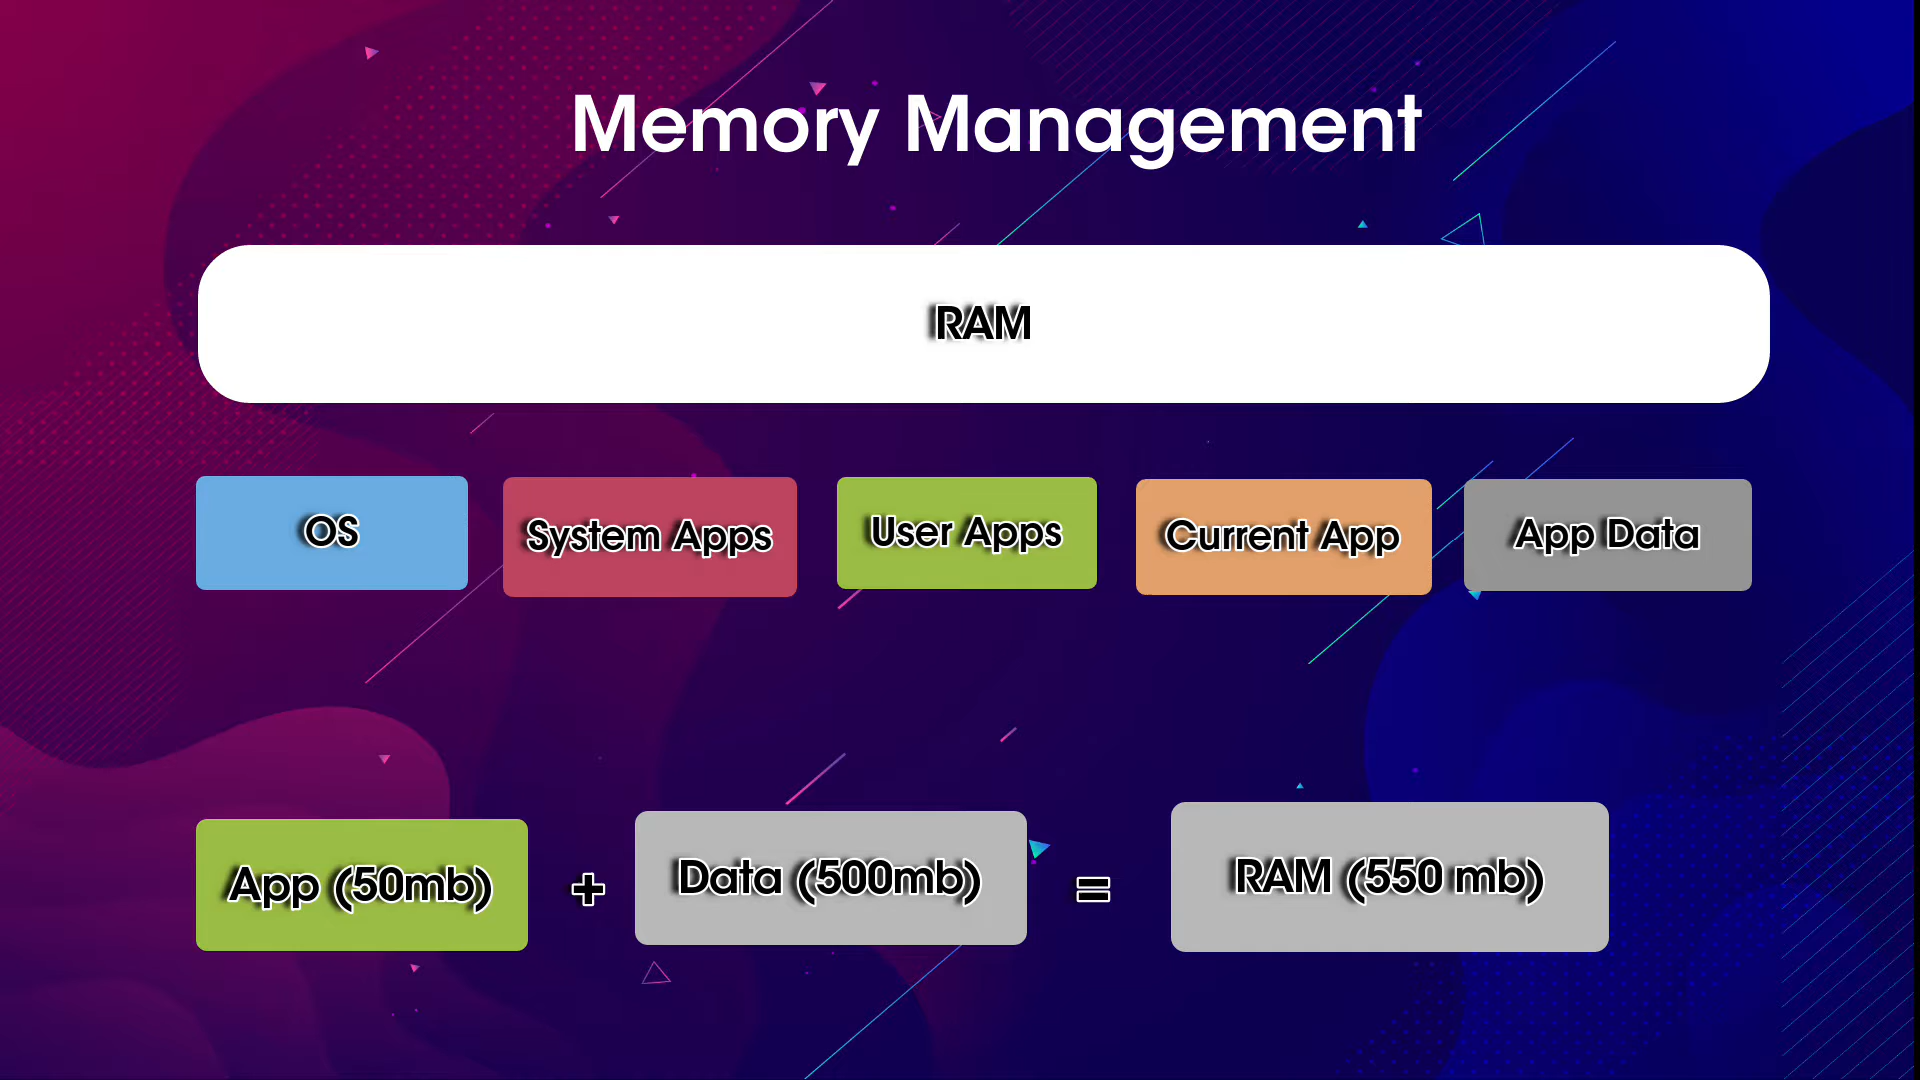 Memory Management
RAM
OS
System Apps
User Apps
Current App
App Data
App (50mb)
+
Data (500mb)
=
RAM (550 mb)